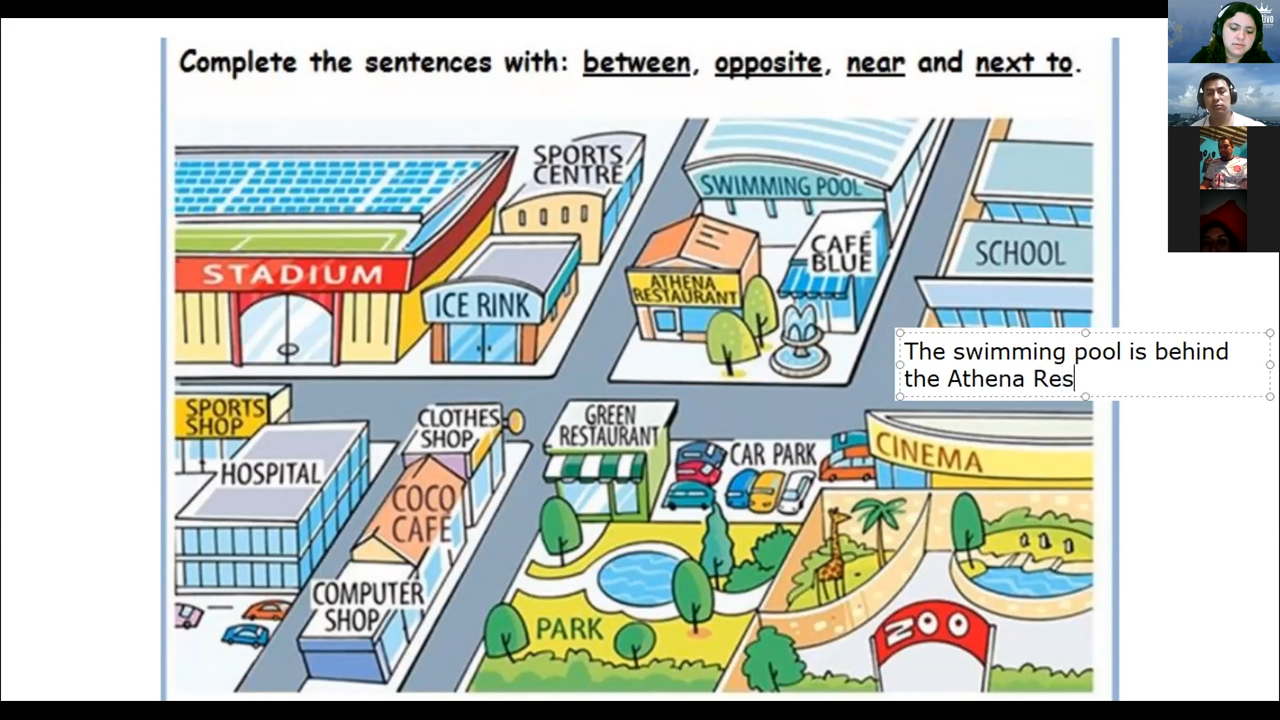 Complete the sentences with: between, opposite, near and next to.
SPORTS
CENTRE
SWIMMING POOL
CAFÉ
BLUE
SCHOOL
STADIUM
ICE RINK
ATHENA
RESTAURANT
The swimming pool is behind
the Athena Res
SPORTS
SHOP
HOSPITAL
CLOTHES
SHOP
GREEN
RESTAURANT
CAR PARK
CINEMA
COCO
CAFE
COMPUTER
SHOP
PARK
ZOO